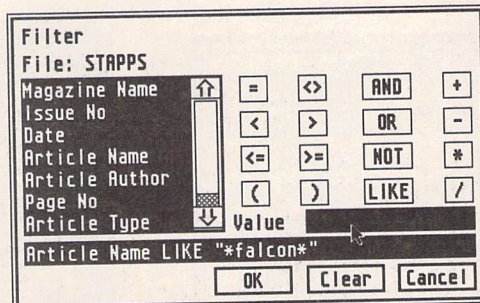 Filter
File: STAPPS
Magazine Name
Issue No
Date
Article Name
Article Author
Page No
Article Type
= <> AND +
< > OR -
<= >= NOT *
( ) LIKE /
Value
Article Name LIKE "*falcon*"
OK Clear Cancel